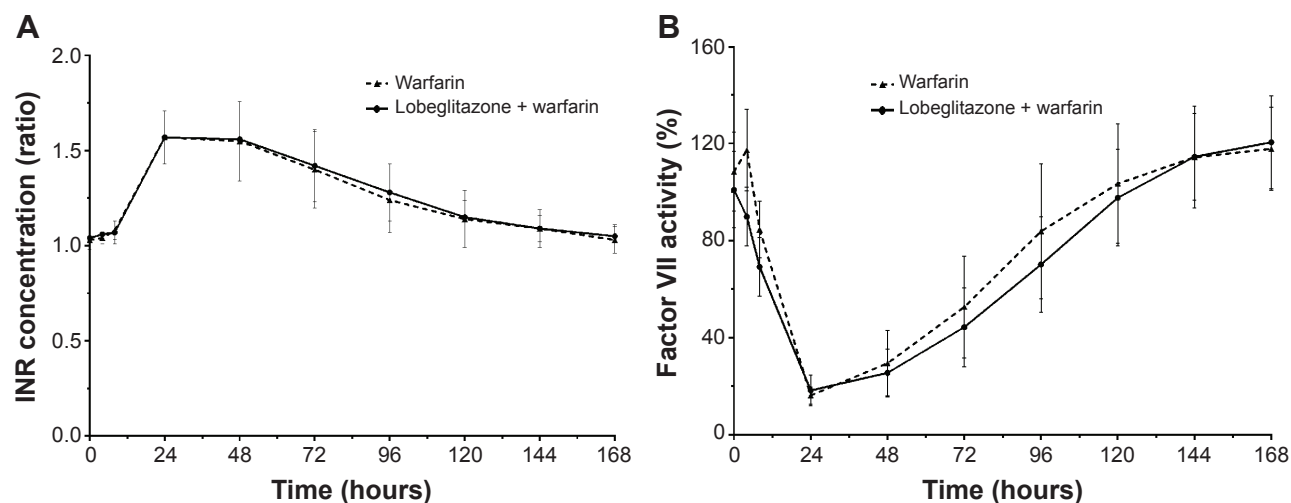 A
INR concentration (ratio)
2.0
1.5
1.0
0.5
0.0
Warfarin
Lobeglitazone + warfarin
0 24 48 72 96 120 144 168
Time (hours)
B
Factor VII activity (%)
160
120
80
40
0
Warfarin
Lobeglitazone + warfarin
0 24 48 72 96 120 144 168
Time (hours)